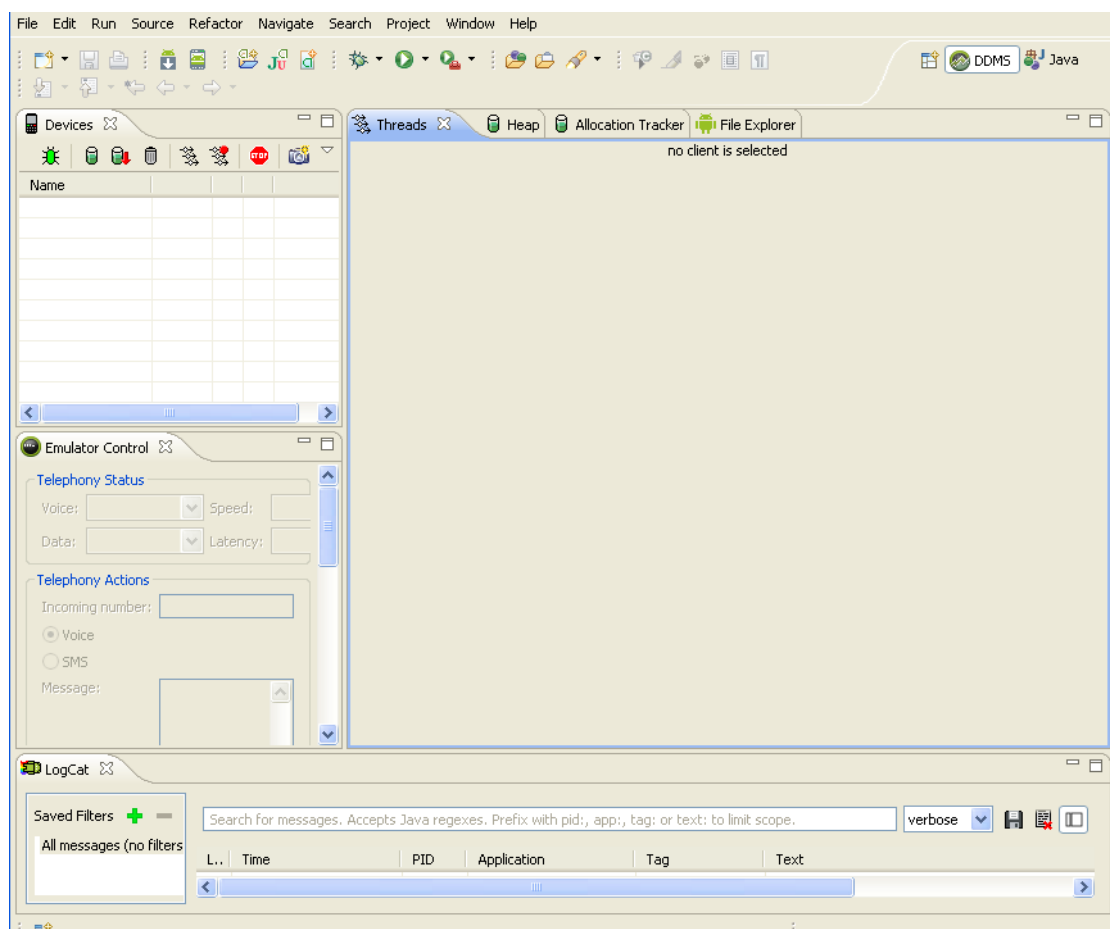 File Edit Run Source Refactor Navigate Search Project Window Help
DDMS Java
Devices
Threads Heap Allocation Tracker File Explorer
no client is selected
Name
Emulator Control
Telephony Status
Voice: Speed:
Data: Latency:
Telephony Actions
Incoming number:
Voice
SMS
Message:
LogCat
Saved Filters
Search for messages. Accepts Java regexes. Prefix with pid:, app:, tag: or text: to limit scope.
verbose
All messages (no filters
L.. Time PID Application Tag Text